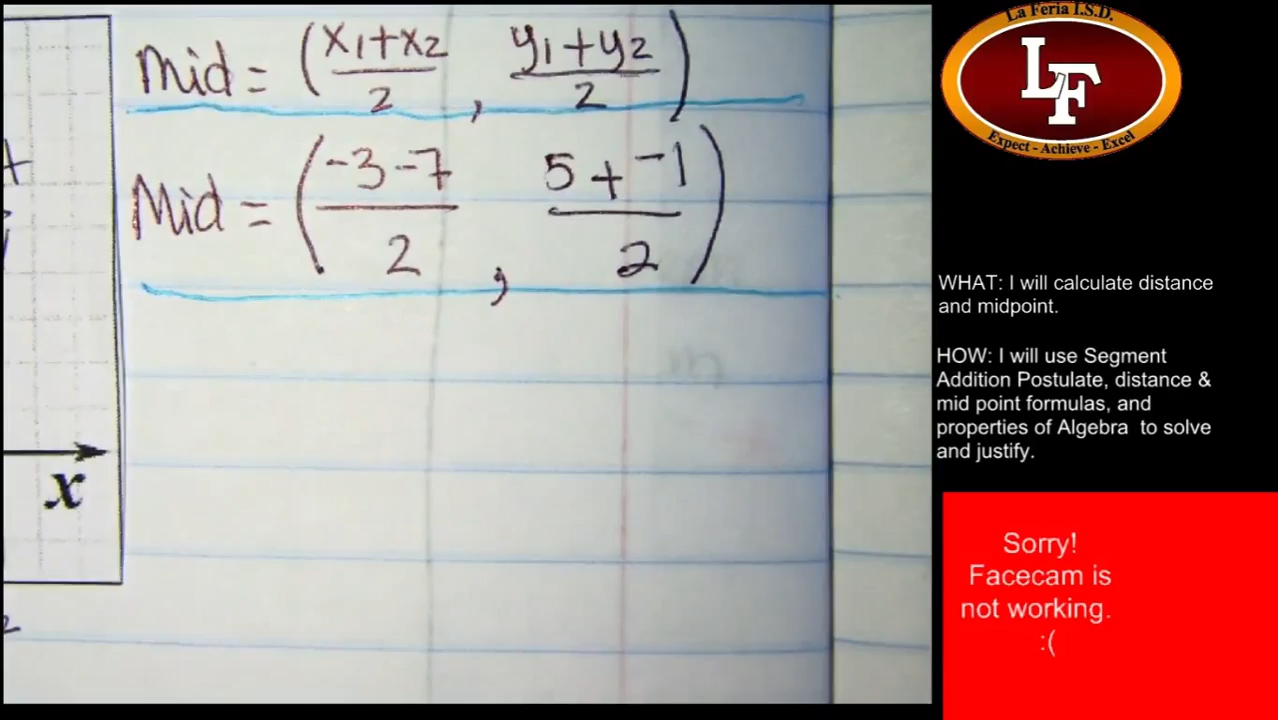 Mid = (x1+x2/2, y1+y2/2)
Mid = (-3-7/2, 5+-1/2)
x
2
La Feria I.S.D.
LF
Expect - Achieve - Excel
WHAT: I will calculate distance
and midpoint.
HOW: I will use Segment
Addition Postulate, distance &
mid point formulas, and
properties of Algebra to solve
and justify.
Sorry!
Facecam is
not working.
:(